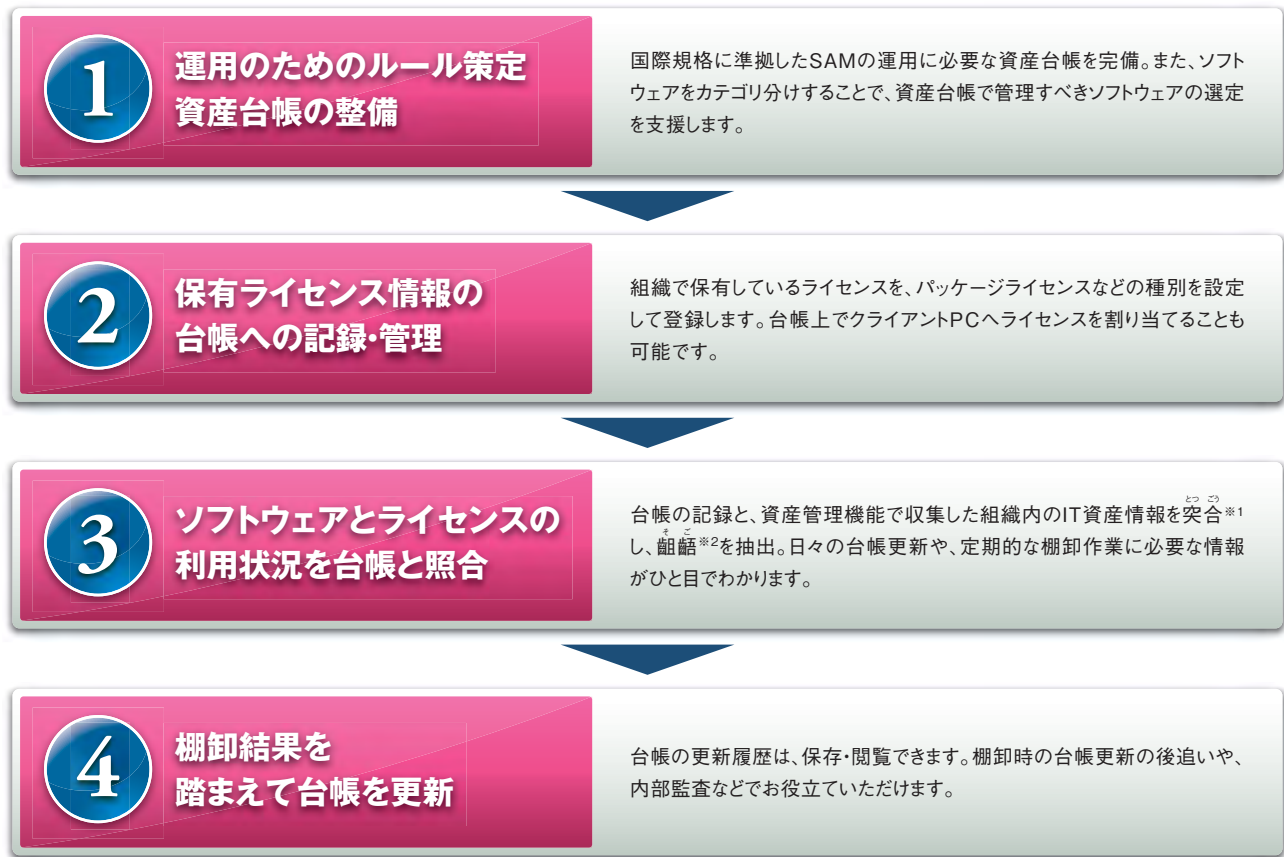 1
運用のためのルール策定
資産台帳の整備
国際規格に準拠したSAMの運用に必要な資産台帳を完備。また、ソフト
ウェアをカテゴリ分けすることで、資産台帳で管理すべきソフトウェアの選定
を支援します。
2
保有ライセンス情報の
台帳への記録・管理
組織で保有しているライセンスを、パッケージライセンスなどの種別を設定
して登録します。台帳上でクライアントPCへライセンスを割り当てることも
可能です。
3
ソフトウェアとライセンスの
利用状況を台帳と照合
とつ ごう
台帳の記録と、資産管理機能で収集した組織内のIT資産情報を突合※1
そ ご
し、齟齬※2を抽出。日々の台帳更新や、定期的な棚卸作業に必要な情報
がひと目でわかります。
4
棚卸結果を
踏まえて台帳を更新
台帳の更新履歴は、保存・閲覧できます。棚卸時の台帳更新の後追いや、
内部監査などでお役立ていただけます。